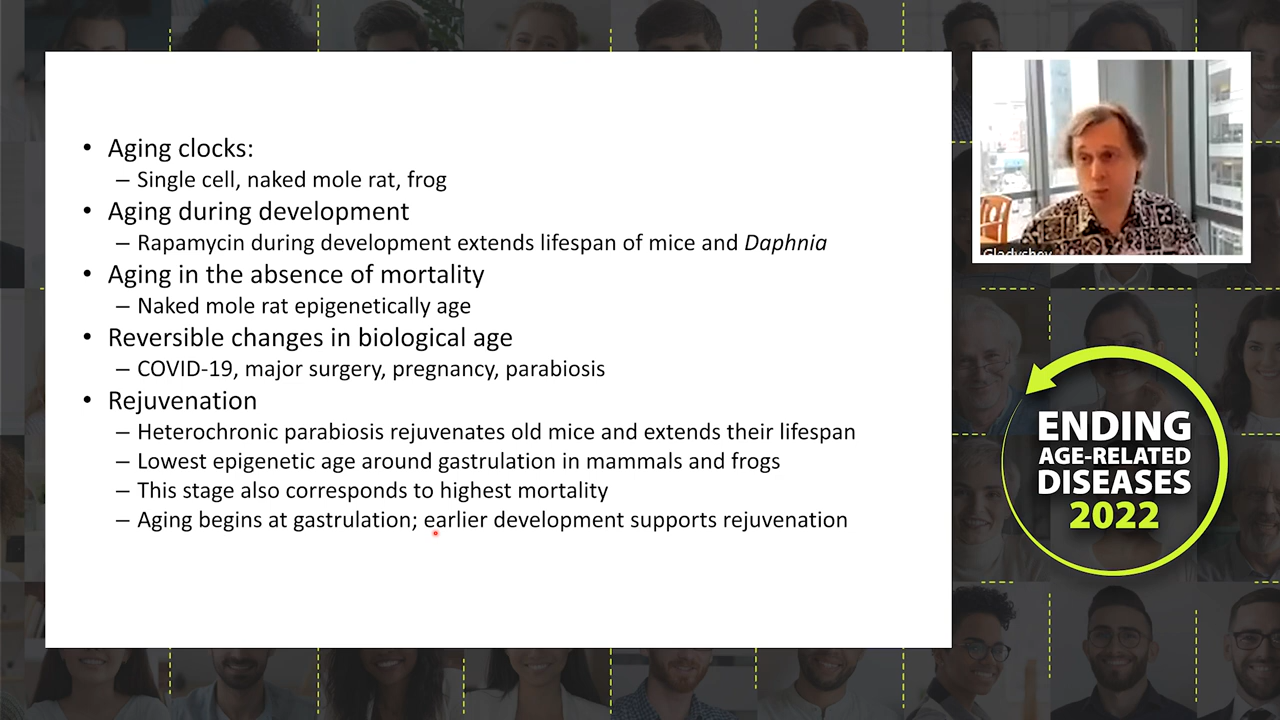 • Aging clocks:
– Single cell, naked mole rat, frog
• Aging during development
– Rapamycin during development extends lifespan of mice and Daphnia
• Aging in the absence of mortality
– Naked mole rat epigenetically age
• Reversible changes in biological age
– COVID-19, major surgery, pregnancy, parabiosis
• Rejuvenation
– Heterochronic parabiosis rejuvenates old mice and extends their lifespan
– Lowest epigenetic age around gastrulation in mammals and frogs
– This stage also corresponds to highest mortality
– Aging begins at gastrulation; earlier development supports rejuvenation
Gladyshev
ENDING
AGE-RELATED
DISEASES
2022